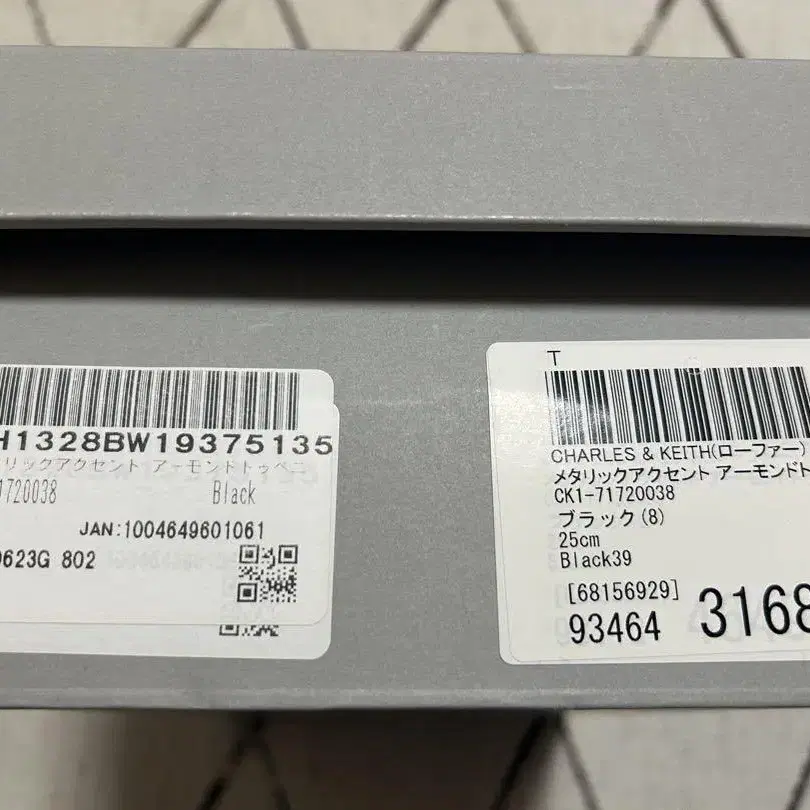 H1328BW19375135
リックアクセント アーモンドトゥペニ
1720038 Black
JAN:1004649601061
0623G 802
T
CHARLES & KEITH(ローファー)
メタリックアクセント アーモンドト
CK1-71720038
ブラック(8)
25cm
Black39
[68156929]
93464 3168